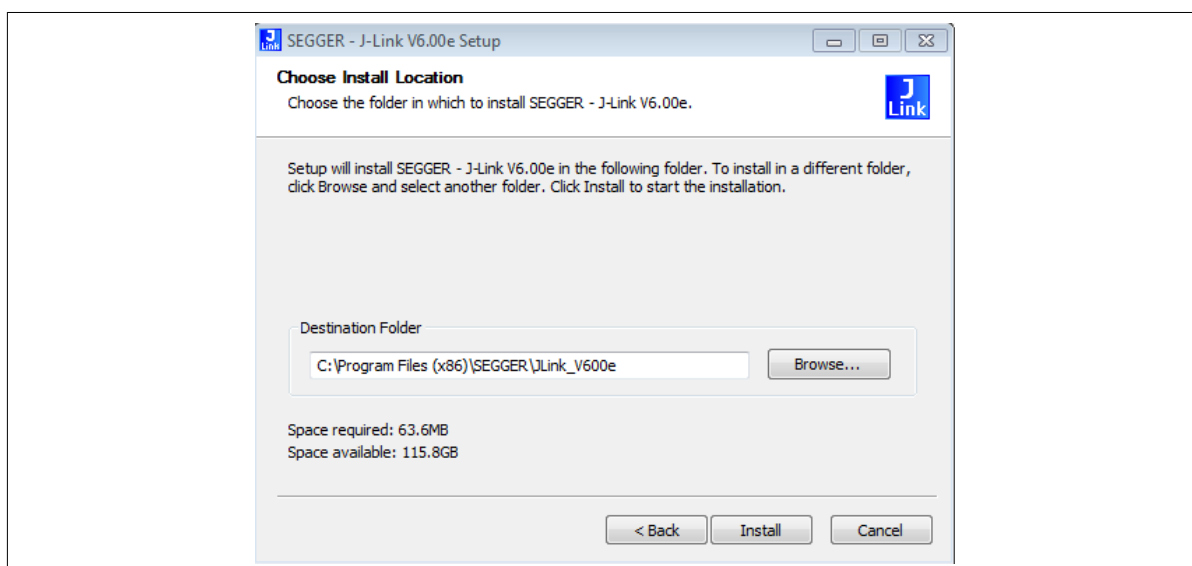 J
Link
SEGGER - J-Link V6.00e Setup
Choose Install Location
Choose the folder in which to install SEGGER - J-Link V6.00e.
J
Link
Setup will install SEGGER - J-Link V6.00e in the following folder. To install in a different folder,
click Browse and select another folder. Click Install to start the installation.
Destination Folder
C:\Program Files (x86)\SEGGER\JLink_V600e
Browse...
Space required: 63.6MB
Space available: 115.8GB
< Back
Install
Cancel